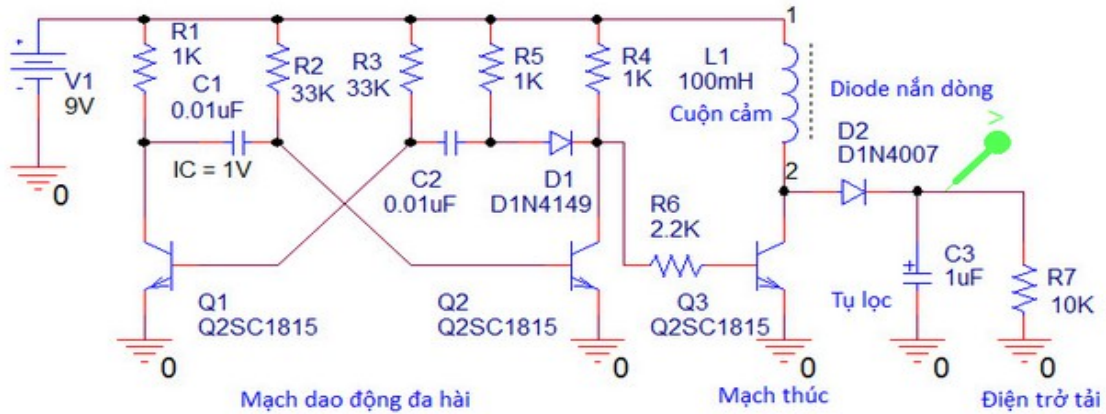 V1
9V
0
R1
1K
C1
0.01uF
IC = 1V
R2
33K
R3
33K
R5
1K
R4
1K
C2
0.01uF
D1
D1N4149
L1
100mH
Cuộn cảm
1
2
Diode nắn dòng
D2
D1N4007
R6
2.2K
Q1
Q2SC1815
0
Q2
Q2SC1815
0
Q3
Q2SC1815
0
Tụ lọc
C3
1uF
0
R7
10K
0
Mạch dao động đa hài
Mạch thúc
Điện trở tải